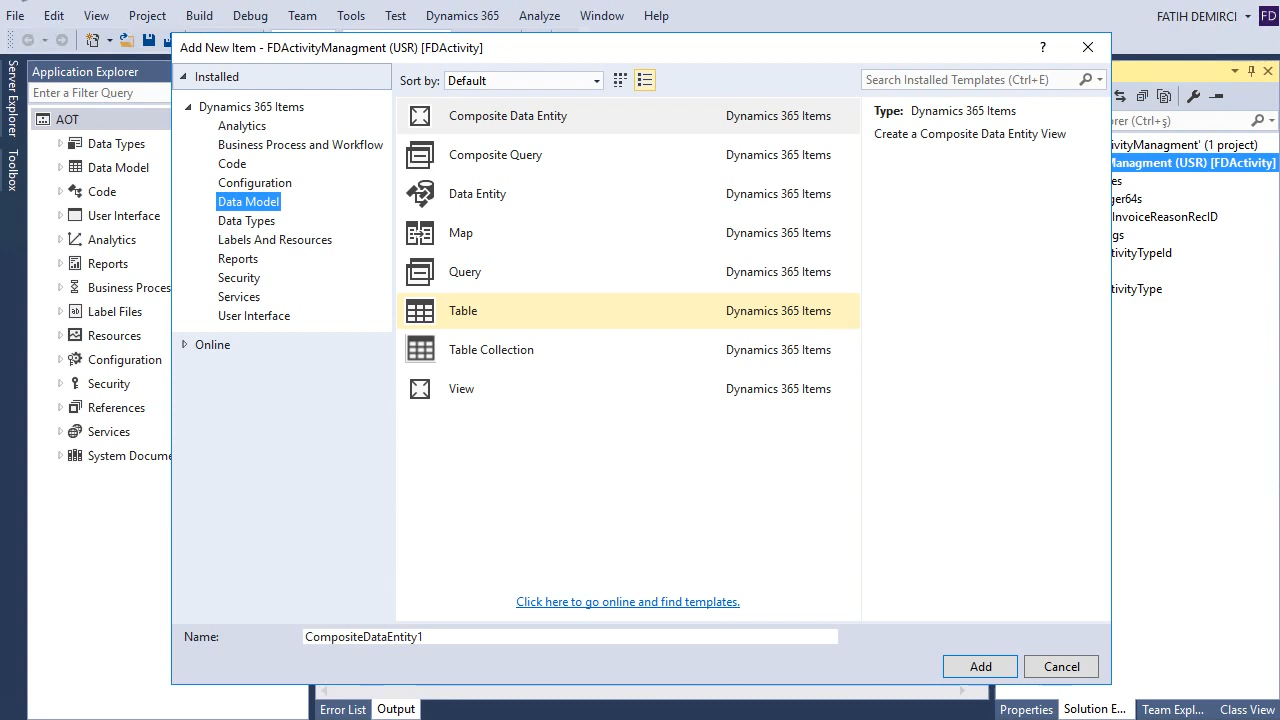 File Edit View Project Build Debug Team Tools Test Dynamics 365 Analyze Window Help
FATIH DEMIRCI FD
Server Explorer
Toolbox
Application Explorer
Enter a Filter Query
AOT
Data Types
Data Model
Code
User Interface
Analytics
Reports
Business Proces
Label Files
Resources
Configuration
Security
References
Services
System Docume
Add New Item - FDActivityManagment (USR) [FDActivity] ?
Installed
Dynamics 365 Items
Analytics
Business Process and Workflow
Code
Configuration
Data Model
Data Types
Labels And Resources
Reports
Security
Services
User Interface
Online
Sort by: Default
Search Installed Templates (Ctrl+E)
Composite Data Entity Dynamics 365 Items
Composite Query Dynamics 365 Items
Data Entity Dynamics 365 Items
Map Dynamics 365 Items
Query Dynamics 365 Items
Table Dynamics 365 Items
Table Collection Dynamics 365 Items
View Dynamics 365 Items
Click here to go online and find templates.
Type: Dynamics 365 Items
Create a Composite Data Entity View
Name: CompositeDataEntity1
Add Cancel
orer (Ctrl+ş)
ctivityManagment' (1 project)
Managment (USR) [FDActivity]
es
ger64s
InvoiceReasonRecID
gs
tivityTypeId
tivityType
Error List Output
Properties Solution E... Team Expl... Class View